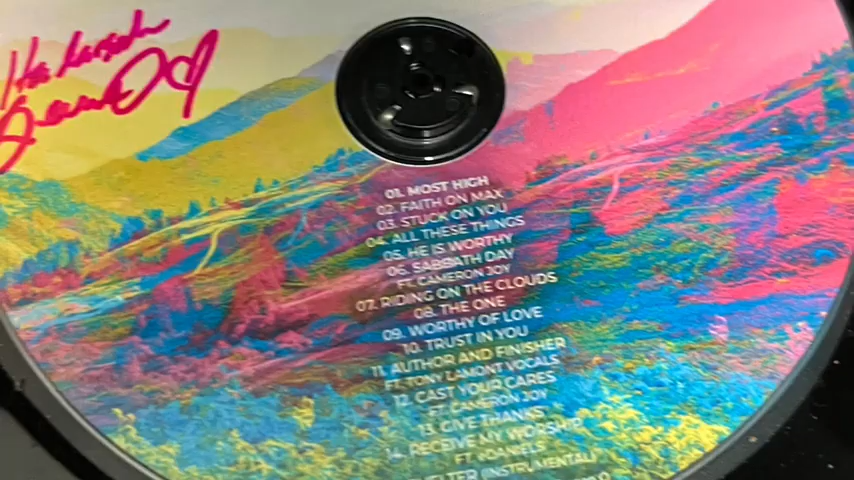 01. MOST HIGH
02. FAITH ON MAX
03. STUCK ON YOU
04. ALL THESE THINGS
05. HE IS WORTHY
06. SABBATH DAY
FT. CAMERON JOY
07. RIDING ON THE CLOUDS
08. THE ONE
09. WORTHY OF LOVE
10. TRUST IN YOU
11. AUTHOR AND FINISHER
FT. TONY LAMONT VOCALS
12. CAST YOUR CARES
FT. CAMERON JOY
13. GIVE THANKS
14. RECEIVE MY WORSHIP
FT. eDANIELS
(INSTRUMENTAL)